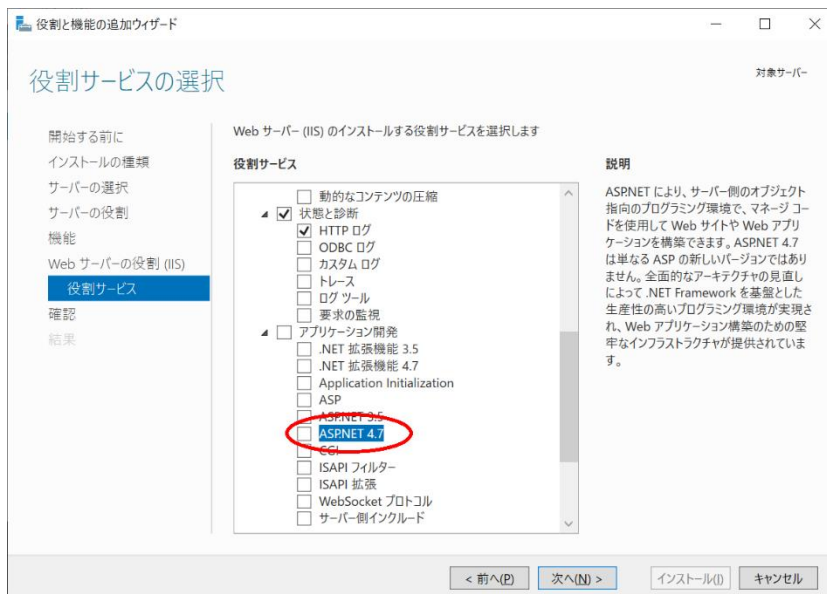 役割と機能の追加ウィザード
役割サービスの選択
対象サーバー
開始する前に
インストールの種類
サーバーの選択
サーバーの役割
機能
Web サーバーの役割 (IIS)
役割サービス
確認
結果
Web サーバー (IIS) のインストールする役割サービスを選択します
役割サービス
動的なコンテンツの圧縮
状態と診断
HTTP ログ
ODBC ログ
カスタム ログ
トレース
ログ ツール
要求の監視
アプリケーション開発
.NET 拡張機能 3.5
.NET 拡張機能 4.7
Application Initialization
ASP
ASP.NET 3.5
ASP.NET 4.7
CGI
ISAPI フィルター
ISAPI 拡張
WebSocket プロトコル
サーバー側インクルード
説明
ASP.NET により、サーバー側のオブジェクト
指向のプログラミング環境で、マネージ コー
ドを使用して Web サイトや Web アプリ
ケーションを構築できます。ASP.NET 4.7
は単なる ASP の新しいバージョンではあり
ません。全面的なアーキテクチャの見直し
によって .NET Framework を基盤とした
生産性の高いプログラミング環境が実現さ
れ、Web アプリケーション構築のための堅
牢なインフラストラクチャが提供されていま
す。
< 前へ(P)
次へ(N) >
インストール(I)
キャンセル